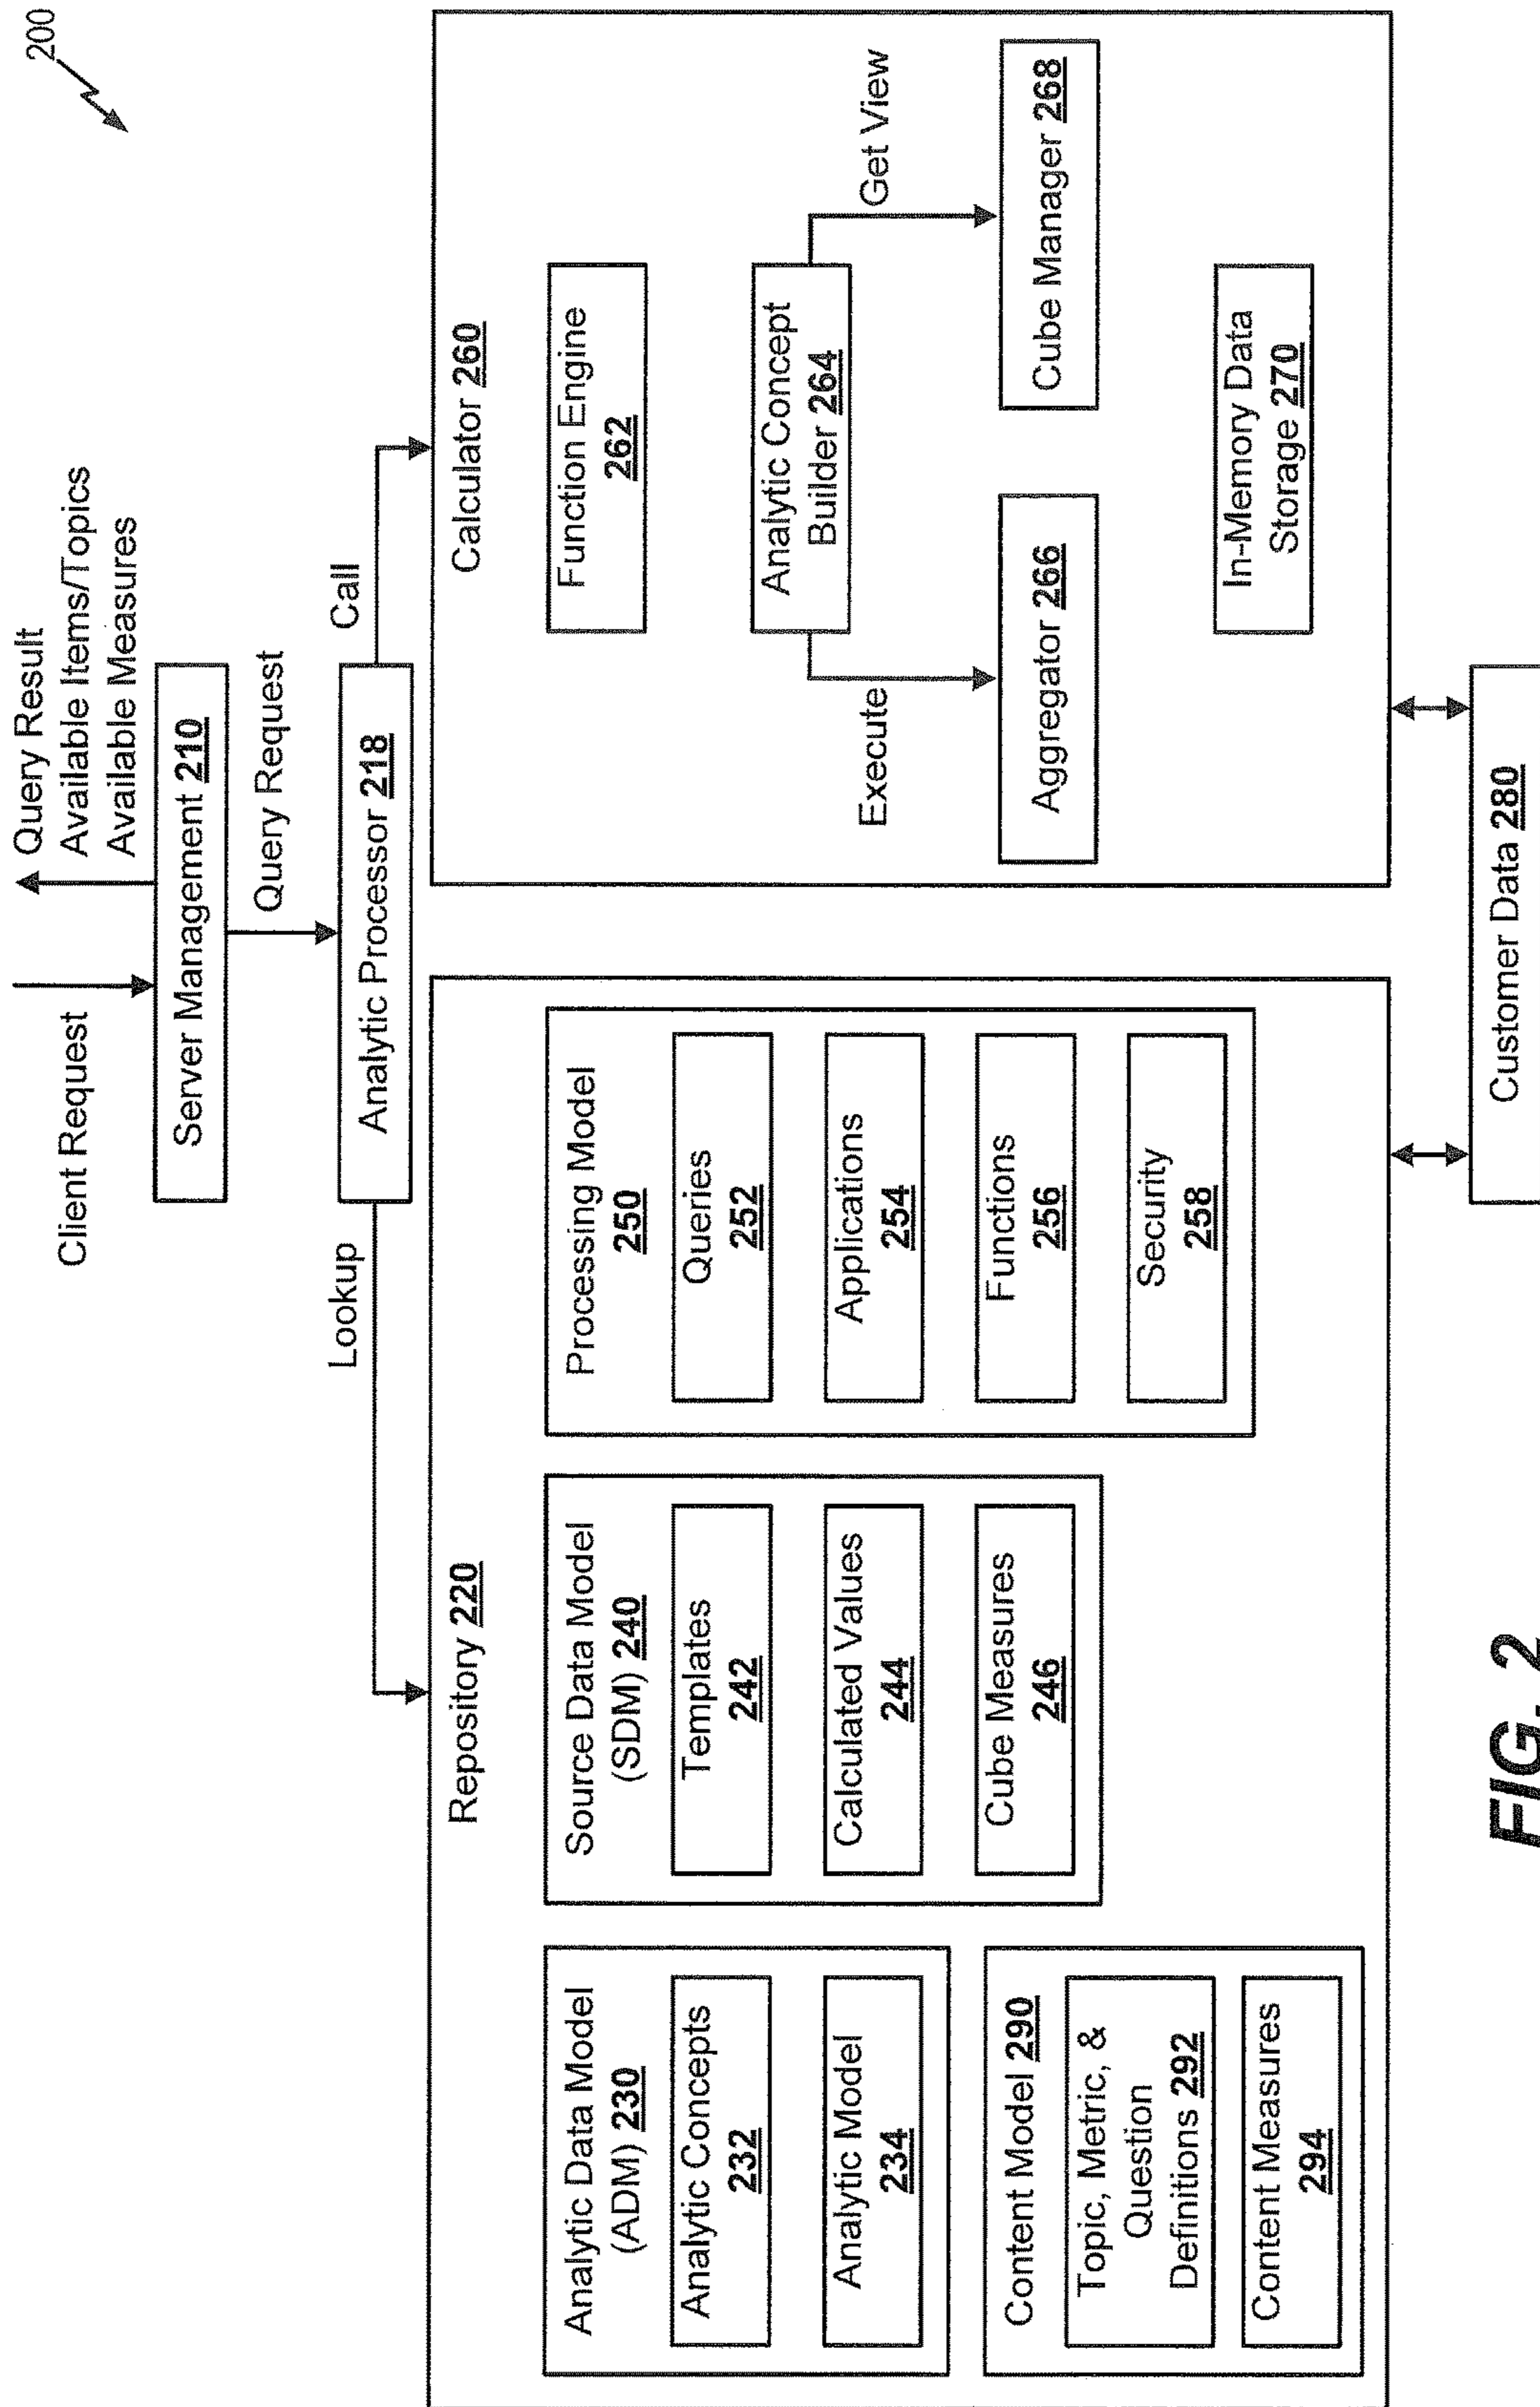 200
Client Request
Query Result
Available Items/Topics
Available Measures
Server Management 210
Query Request
Analytic Processor 218
Lookup
Call
Repository 220
Analytic Data Model
(ADM) 230
Analytic Concepts
232
Analytic Model
234
Content Model 290
Topic, Metric, &
Question
Definitions 292
Content Measures
294
Source Data Model
(SDM) 240
Templates
242
Calculated Values
244
Cube Measures
246
Processing Model
250
Queries
252
Applications
254
Functions
256
Security
258
Calculator 260
Function Engine
262
Analytic Concept
Builder 264
Execute
Get View
Aggregator 266
Cube Manager 268
In-Memory Data
Storage 270
Customer Data 280
FIG. 2